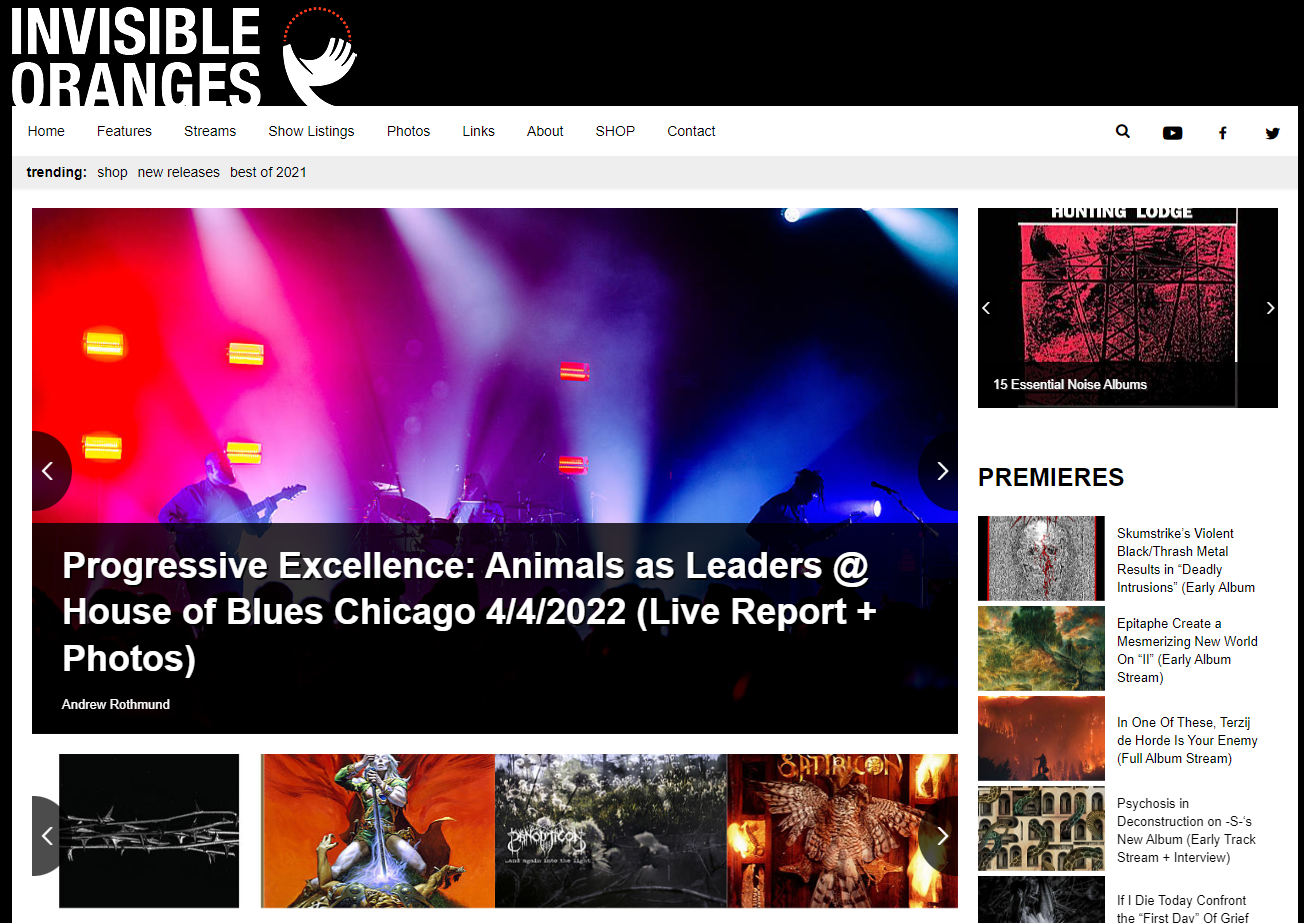 INVISIBLE
ORANGES
Home Features Streams Show Listings Photos Links About SHOP Contact
trending: shop new releases best of 2021
HUNTING LODGE
15 Essential Noise Albums
Progressive Excellence: Animals as Leaders @
House of Blues Chicago 4/4/2022 (Live Report +
Photos)
Andrew Rothmund
PREMIERES
Skumstrike’s Violent
Black/Thrash Metal
Results in “Deadly
Intrusions” (Early Album
Epitaphe Create a
Mesmerizing New World
On “II” (Early Album
Stream)
In One Of These, Terzij
de Horde Is Your Enemy
(Full Album Stream)
Psychosis in
Deconstruction on -S-‘s
New Album (Early Track
Stream + Interview)
If I Die Today Confront
the “First Day” Of Grief
PANOPTICON
...And again into the light
SATYRICON